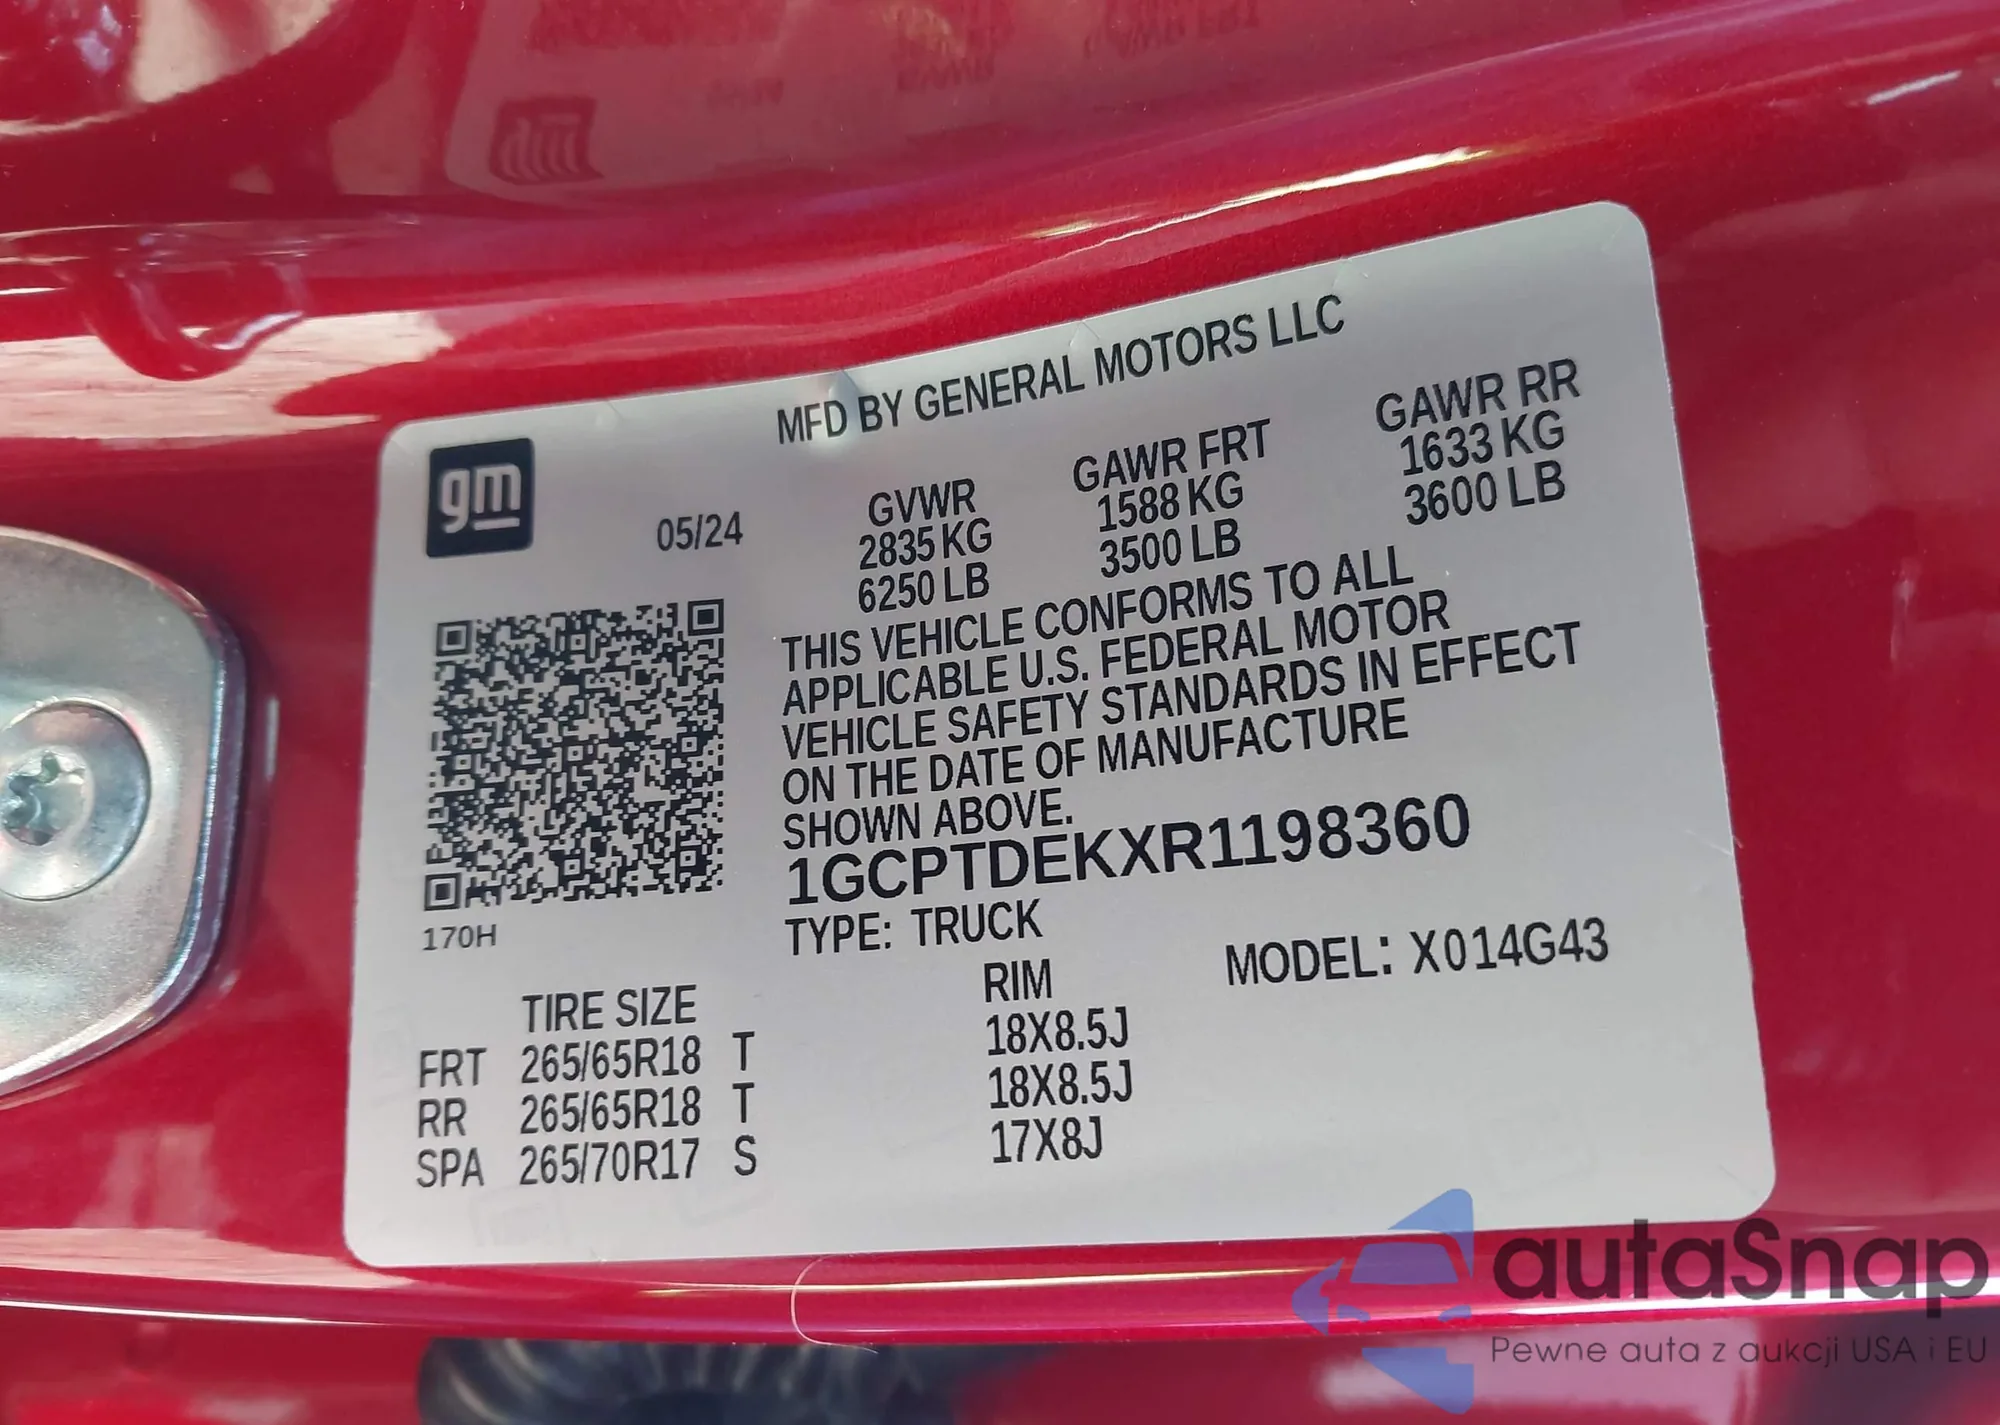 MFD BY GENERAL MOTORS LLC
gm
05/24
GVWR GAWR FRT GAWR RR
2835 KG 1588 KG 1633 KG
6250 LB 3500 LB 3600 LB
THIS VEHICLE CONFORMS TO ALL
APPLICABLE U.S. FEDERAL MOTOR
VEHICLE SAFETY STANDARDS IN EFFECT
ON THE DATE OF MANUFACTURE
SHOWN ABOVE.
1GCPTDEKXR1198360
170H
TYPE: TRUCK MODEL: X014G43
TIRE SIZE RIM
FRT 265/65R18 T 18X8.5J
RR 265/65R18 T 18X8.5J
SPA 265/70R17 S 17X8J
autaSnap
Pewne auta z aukcji USA i EU